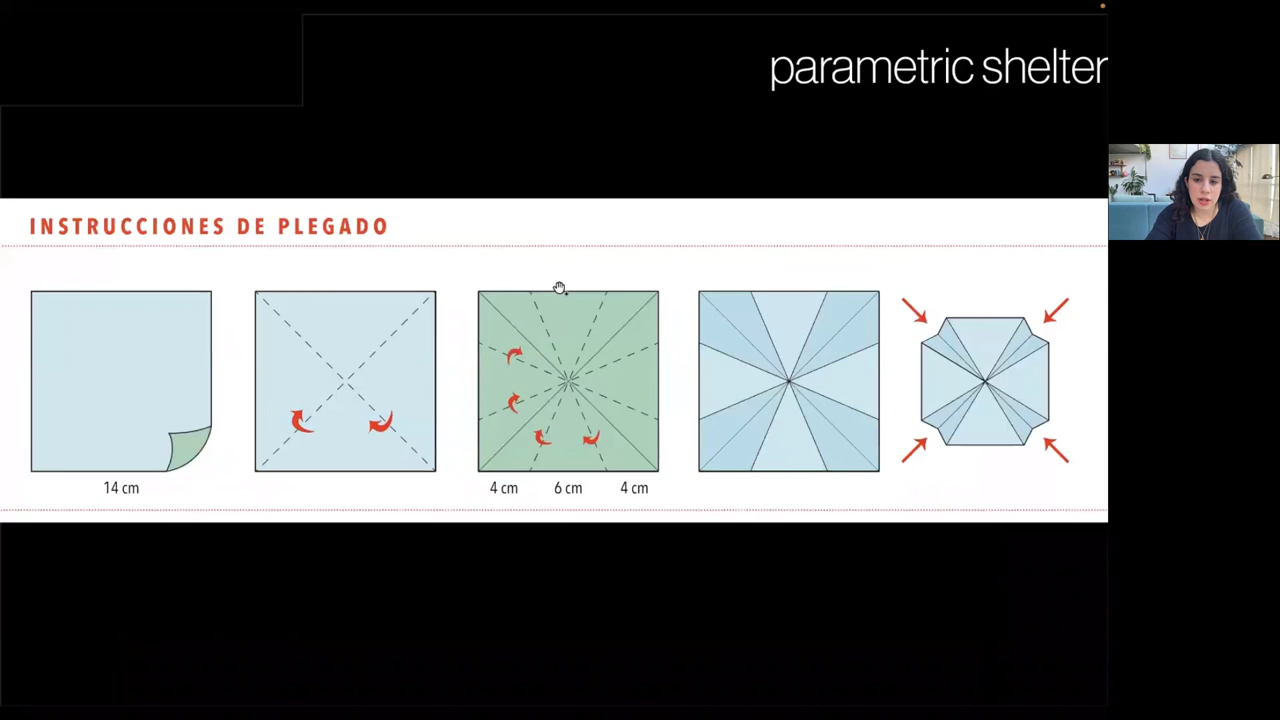 parametric shelter
INSTRUCCIONES DE PLEGADO
14 cm
4 cm 6 cm 4 cm